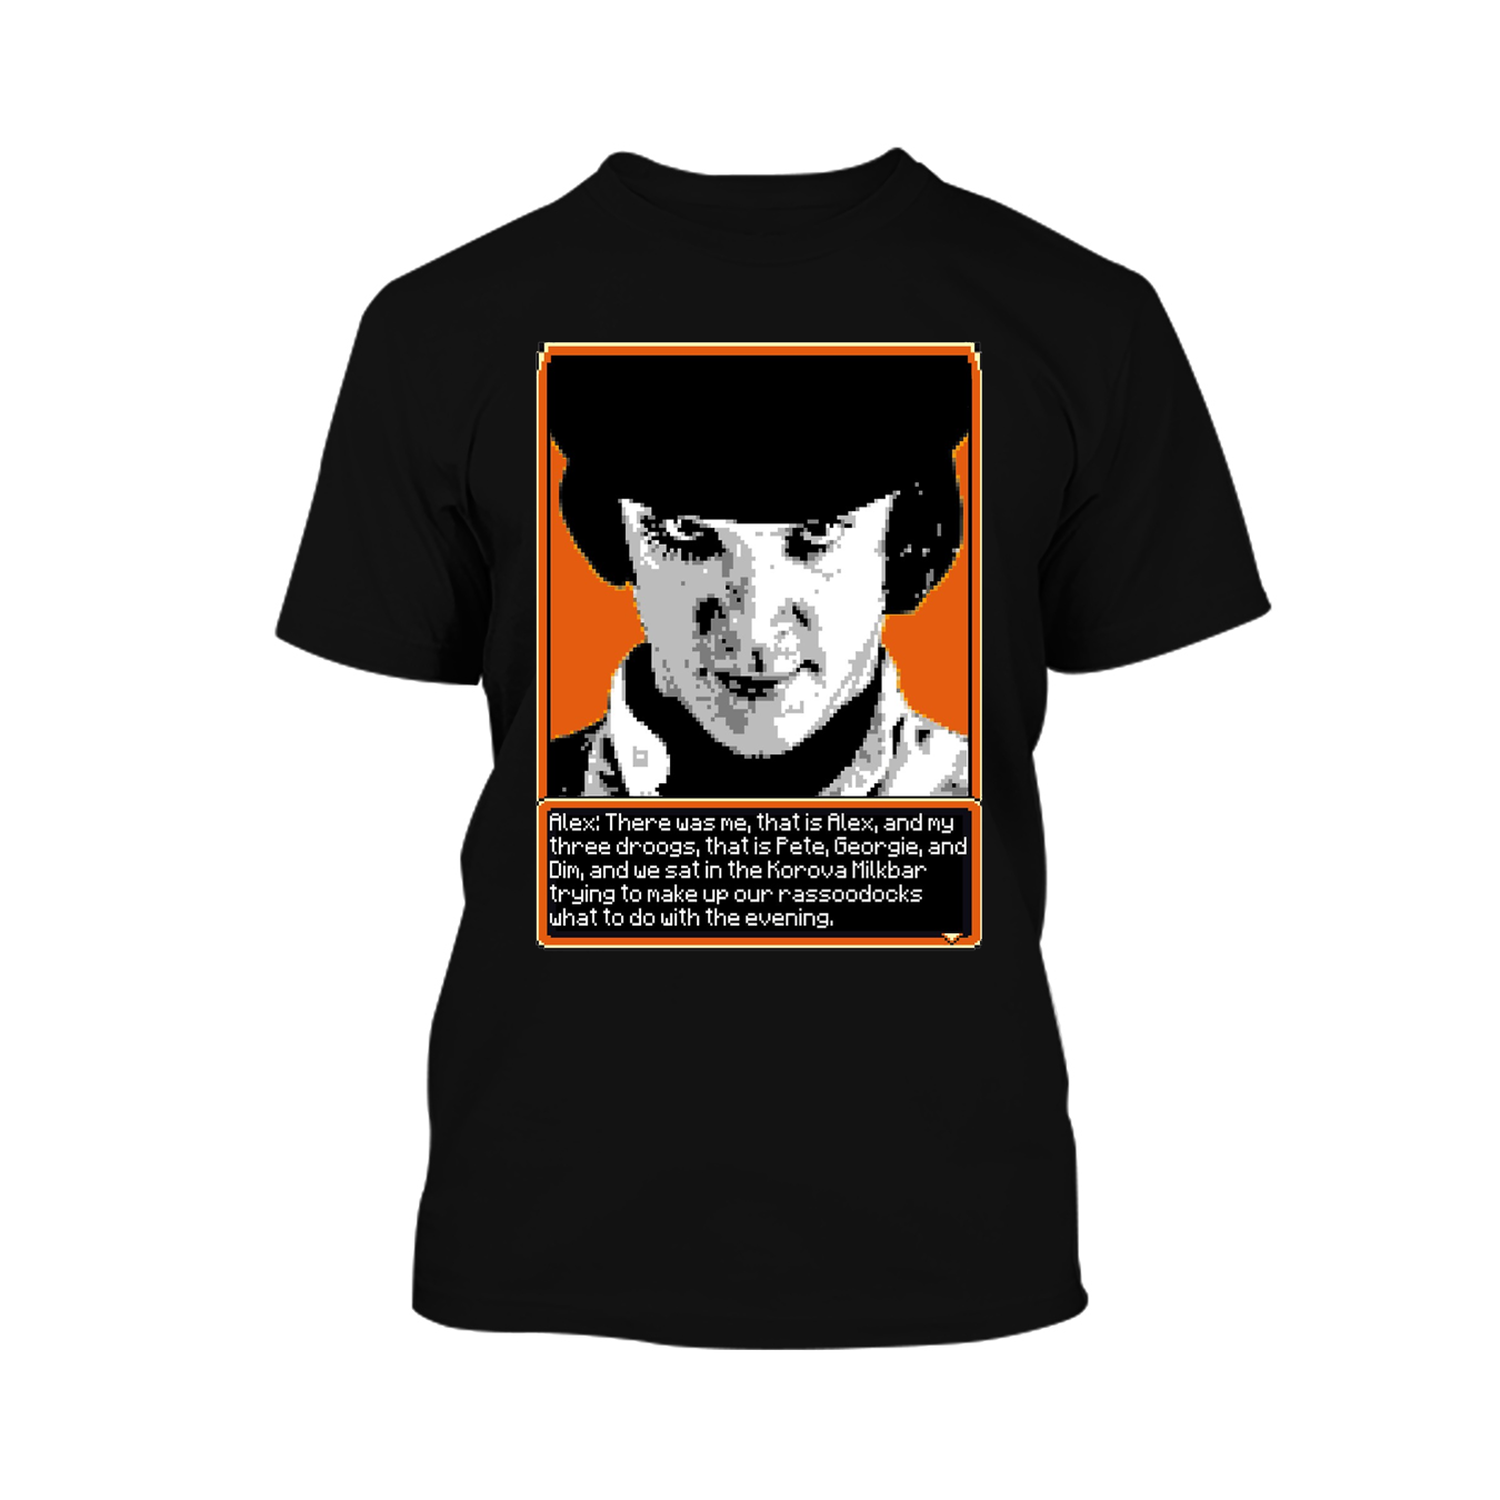 Alex: There was me, that is Alex, and my
three droogs, that is Pete, Georgie, and
Dim, and we sat in the Korova Milkbar
trying to make up our rassoodocks
what to do with the evening.